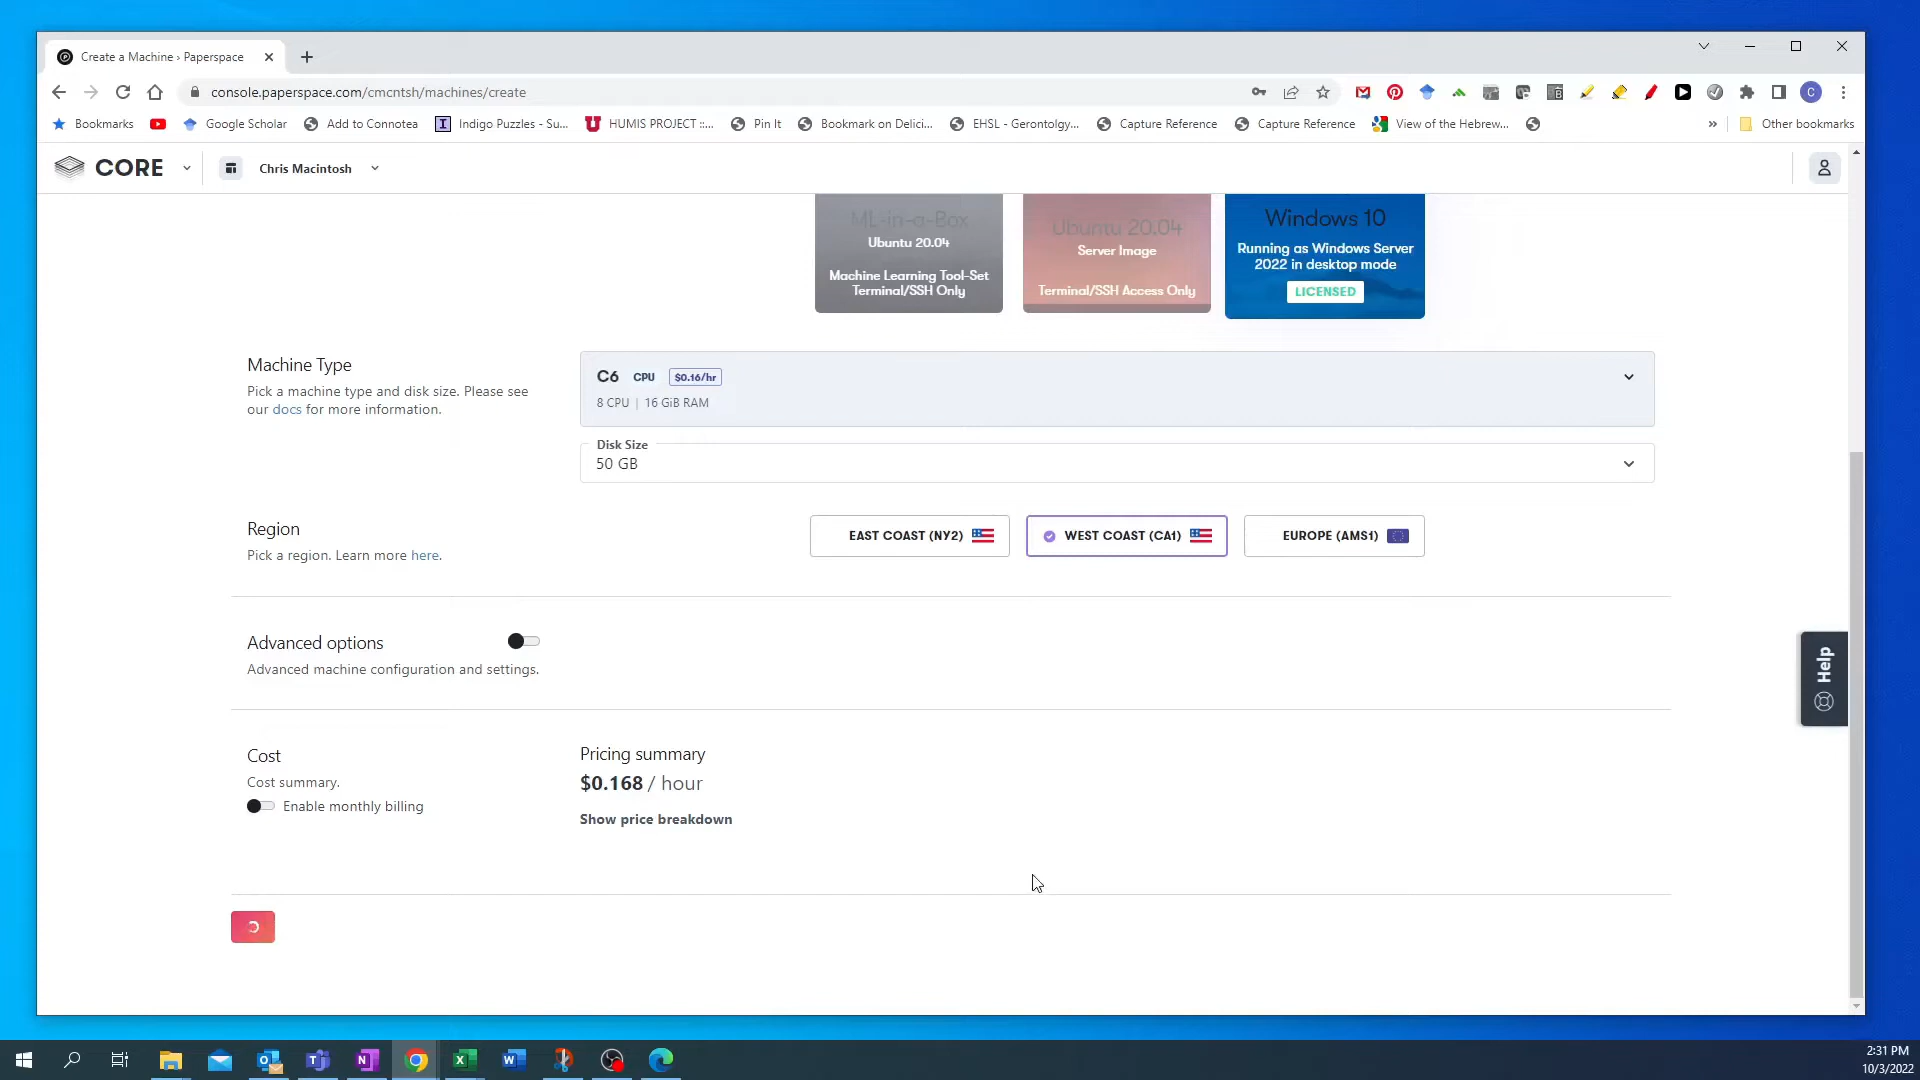 Create a Machine › Paperspace
console.paperspace.com/cmcntsh/machines/create
C
Bookmarks
Google Scholar
Add to Connotea
Indigo Puzzles - Su...
HUMIS PROJECT ::...
Pin It
Bookmark on Delici...
EHSL - Gerontolgy...
Capture Reference
Capture Reference
View of the Hebrew...
»
Other bookmarks
CORE
Chris Macintosh
ML-in-a-Box
Ubuntu 20.04
Machine Learning Tool-Set
Terminal/SSH Only
Ubuntu 20.04
Server Image
Terminal/SSH Access Only
Windows 10
Running as Windows Server
2022 in desktop mode
LICENSED
Machine Type
Pick a machine type and disk size. Please see
our docs for more information.
C6 CPU $0.16/hr
8 CPU | 16 GiB RAM
Disk Size
50 GB
Region
Pick a region. Learn more here.
EAST COAST (NY2)
WEST COAST (CA1)
EUROPE (AMS1)
Advanced options
Advanced machine configuration and settings.
Help
Cost
Cost summary.
Enable monthly billing
Pricing summary
$0.168 / hour
Show price breakdown
2:31 PM
10/3/2022